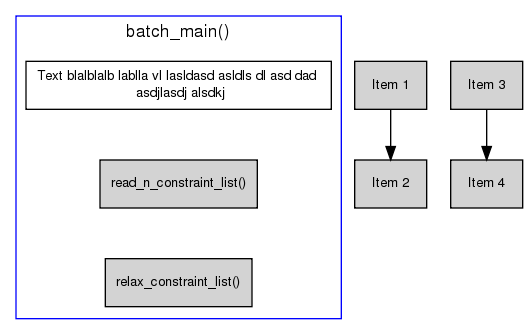 batch_main()
Text blalblalb lablla vl lasldasd asldls dl asd dad
asdjlasdj alsdkj
read_n_constraint_list()
relax_constraint_list()
Item 1
Item 3
Item 2
Item 4